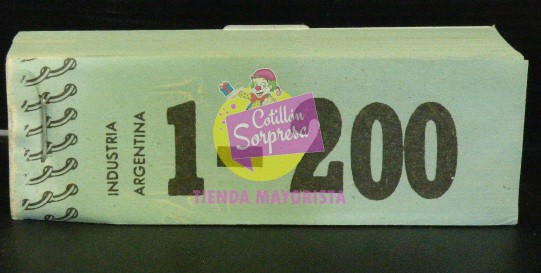 INDUSTRIA
ARGENTINA
1-200
Cotillón
Sorpresa
TIENDA MAYORISTA